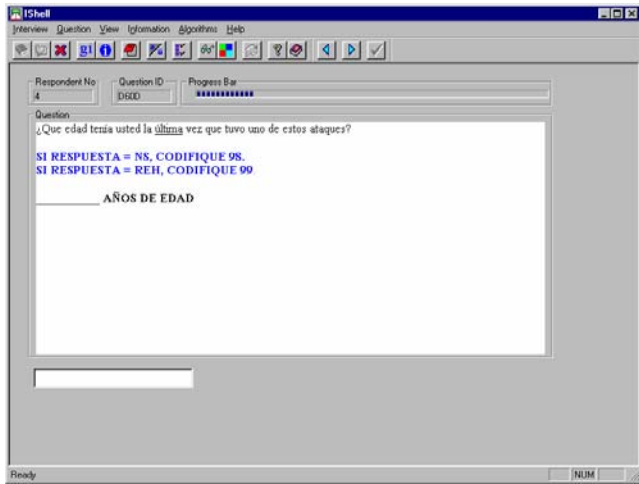 IShell
Interview Question View Information Algorithms Help
Respondent No Question ID Progress Bar
4 D60D
Question
¿Que edad tenía usted la última vez que tuvo uno de estos ataques?
SI RESPUESTA = NS, CODIFIQUE 98.
SI RESPUESTA = REH, CODIFIQUE 99.
__________ AÑOS DE EDAD
Ready NUM